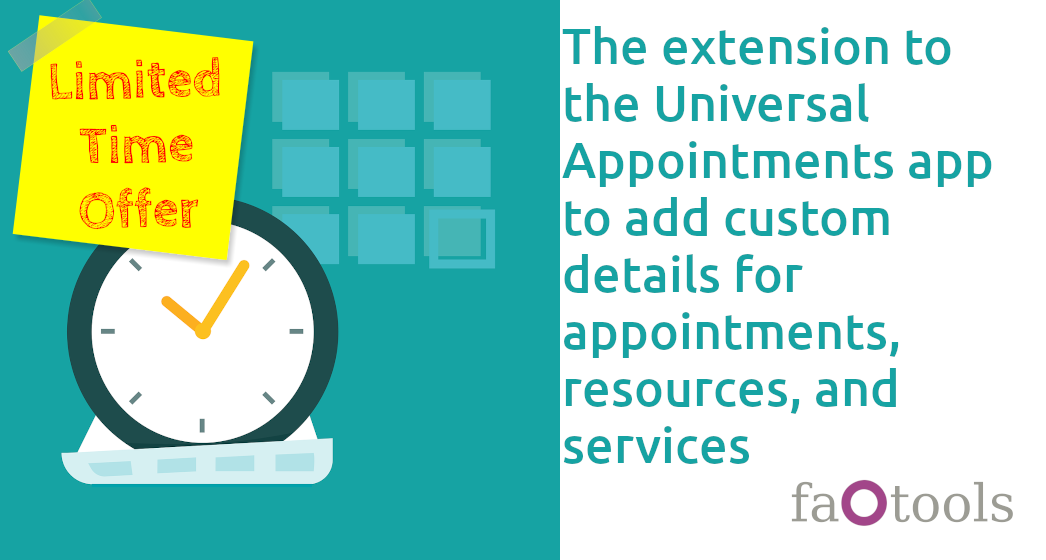 Limited
Time
Offer
The extension to
the Universal
Appointments app
to add custom
details for
appointments,
resources, and
services
faOtools